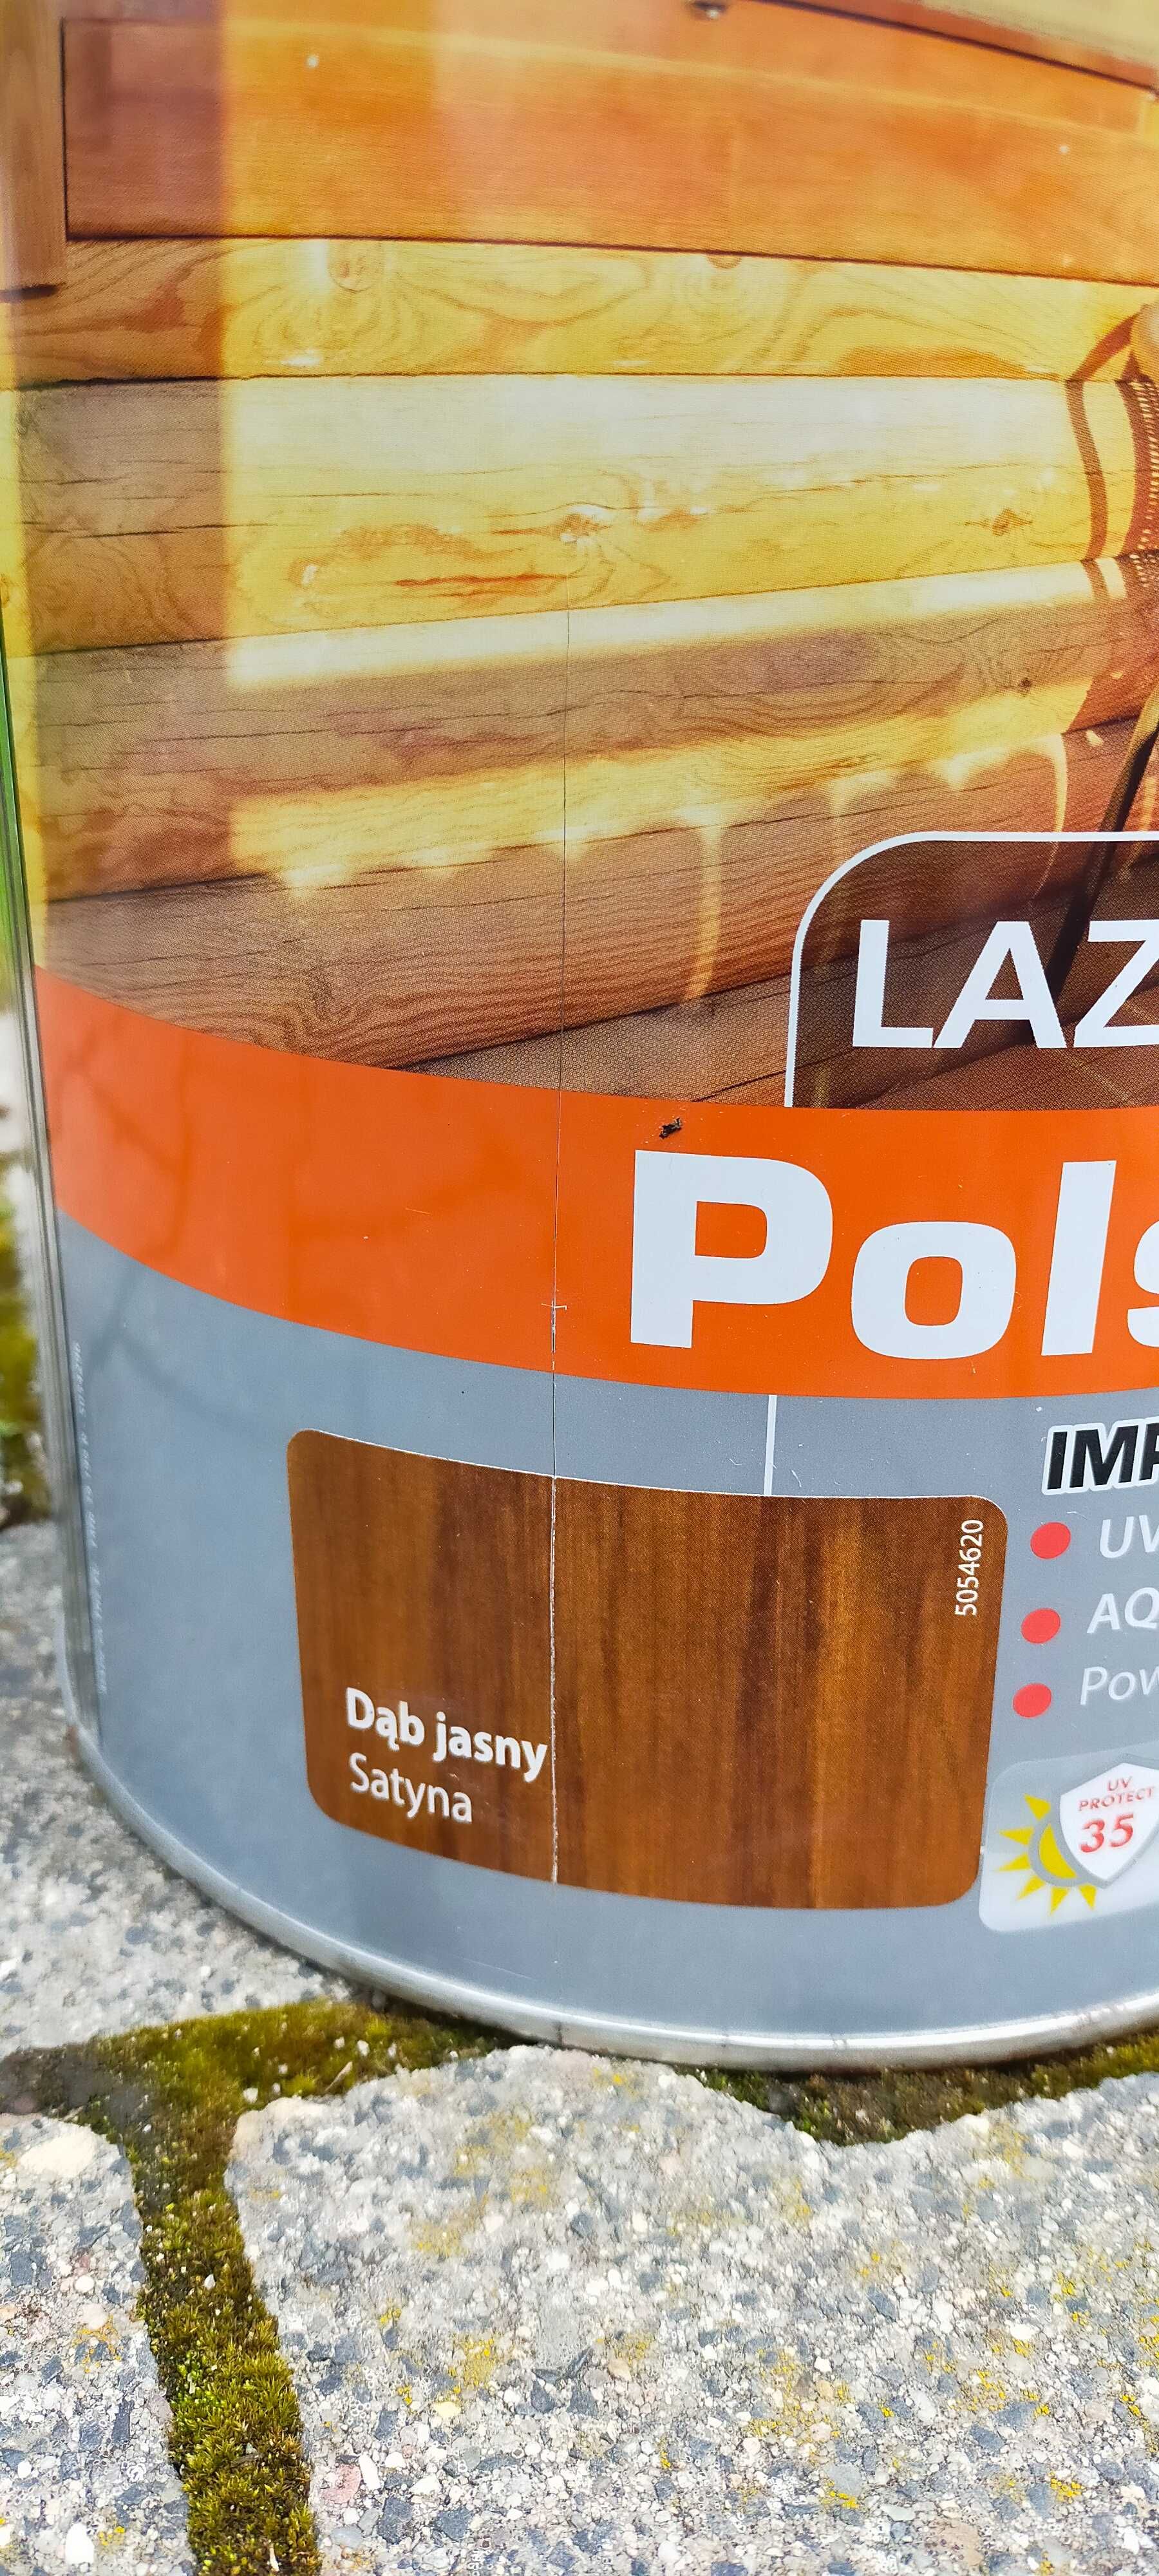 LAZ
Pols
IMP
UV
AQ
Pow
5054620
Dąb jasny
Satyna
UV
PROTECT
35